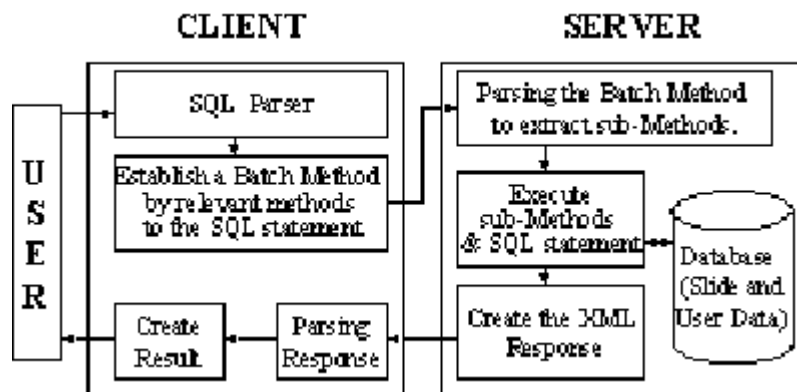 CLIENT
SERVER
USER
SQL Parser
Establish a Batch Method
by relevant methods
to the SQL statement
Parsing the Batch Method
to extract sub-Methods.
Execute
sub-Methods
& SQL statement
Database
(Slide and
User Data)
Create the XML
Response
Parsing
Response
Create
Result